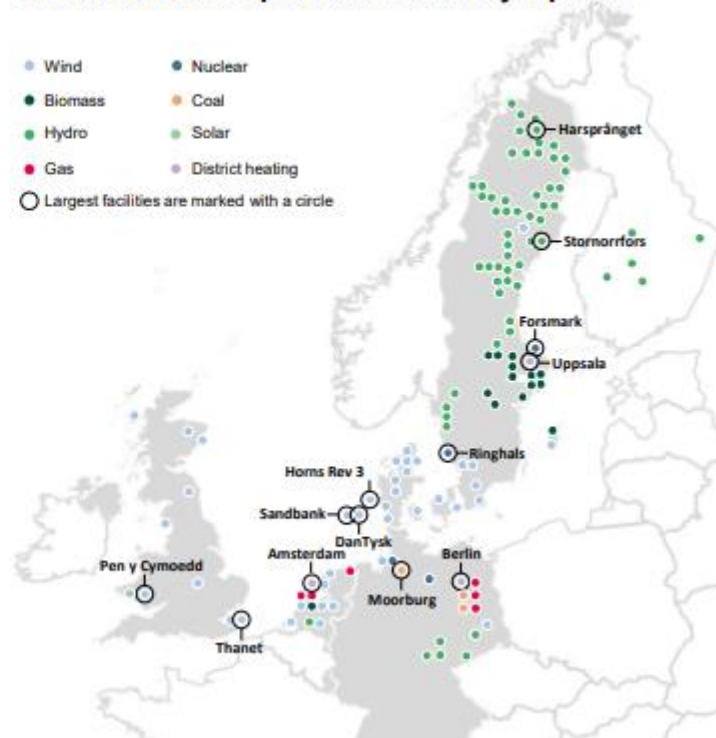 Wind
Nuclear
Biomass
Coal
Hydro
Solar
Gas
District heating
Largest facilities are marked with a circle
Harsprånget
Stornorrfors
Forsmark
Uppsala
Ringhals
Horns Rev 3
Sandbank
DanTysk
Amsterdam
Berlin
Pen y Cymoedd
Moorburg
Thanet